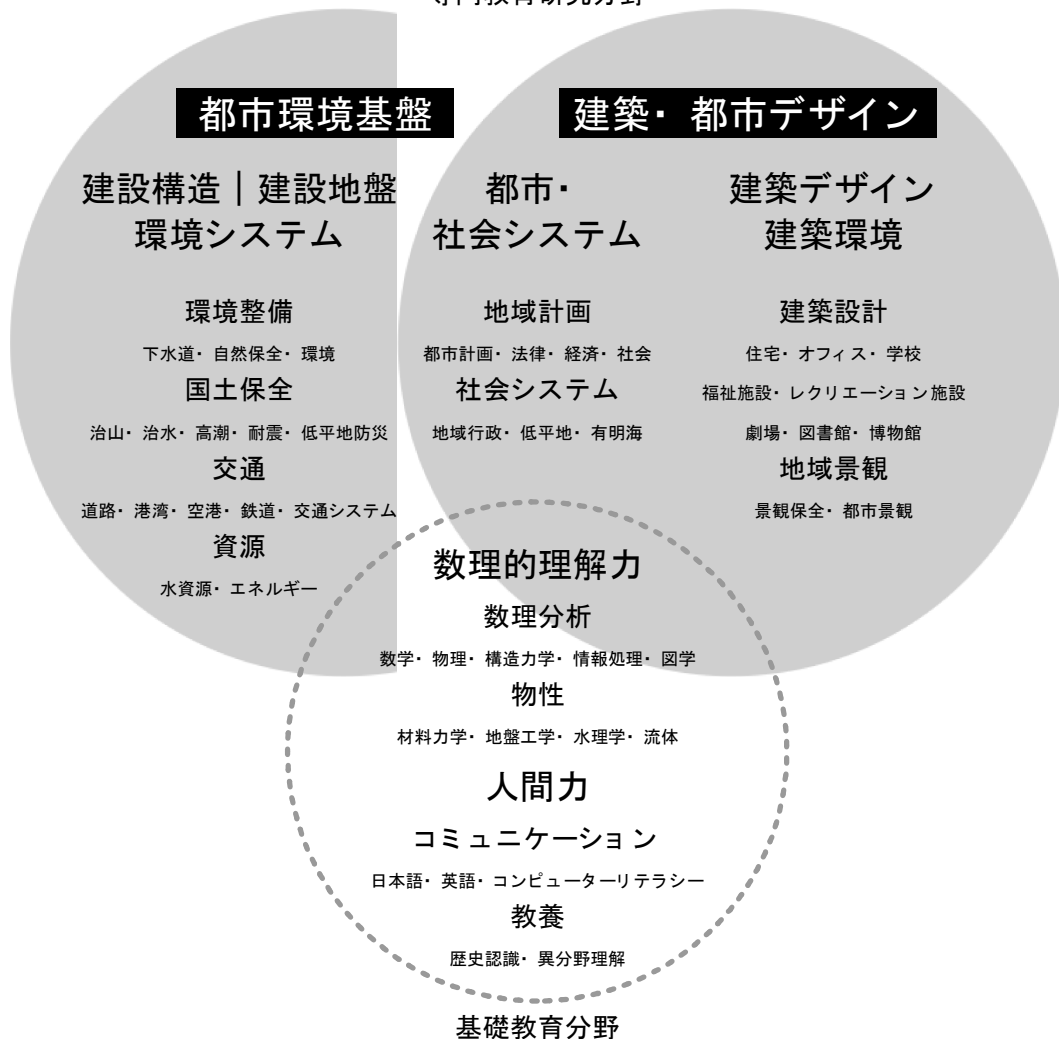 都市環境基盤
建設構造｜建設地盤
環境システム
環境整備
下水道・自然保全・環境
国土保全
治山・治水・高潮・耐震・低平地防災
交通
道路・港湾・空港・鉄道・交通システム
資源
水資源・エネルギー
建築・都市デザイン
都市・
社会システム
地域計画
都市計画・法律・経済・社会
社会システム
地域行政・低平地・有明海
建築デザイン
建築環境
建築設計
住宅・オフィス・学校
福祉施設・レクリエーション施設
劇場・図書館・博物館
地域景観
景観保全・都市景観
数理的理解力
数理分析
数学・物理・構造力学・情報処理・図学
物性
材料力学・地盤工学・水理学・流体
人間力
コミュニケーション
日本語・英語・コンピューターリテラシー
教養
歴史認識・異分野理解
基礎教育分野